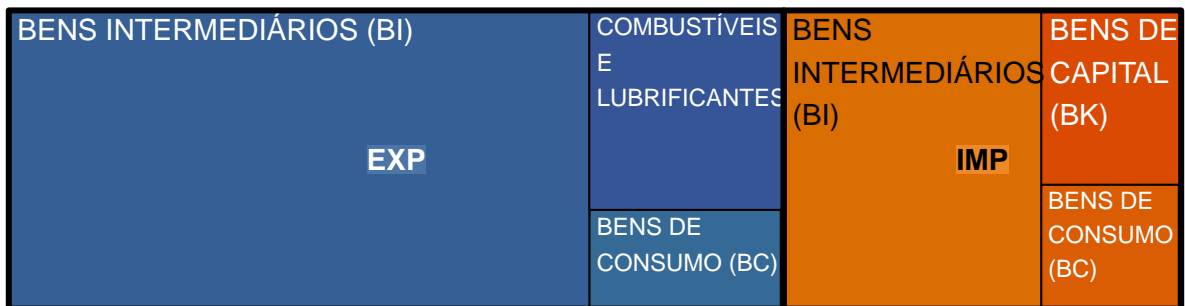 BENS INTERMEDIÁRIOS (BI)
EXP
COMBUSTÍVEIS
E
LUBRIFICANTES
BENS DE
CONSUMO (BC)
BENS
INTERMEDIÁRIOS
(BI)
IMP
BENS DE
CAPITAL
(BK)
BENS DE
CONSUMO
(BC)